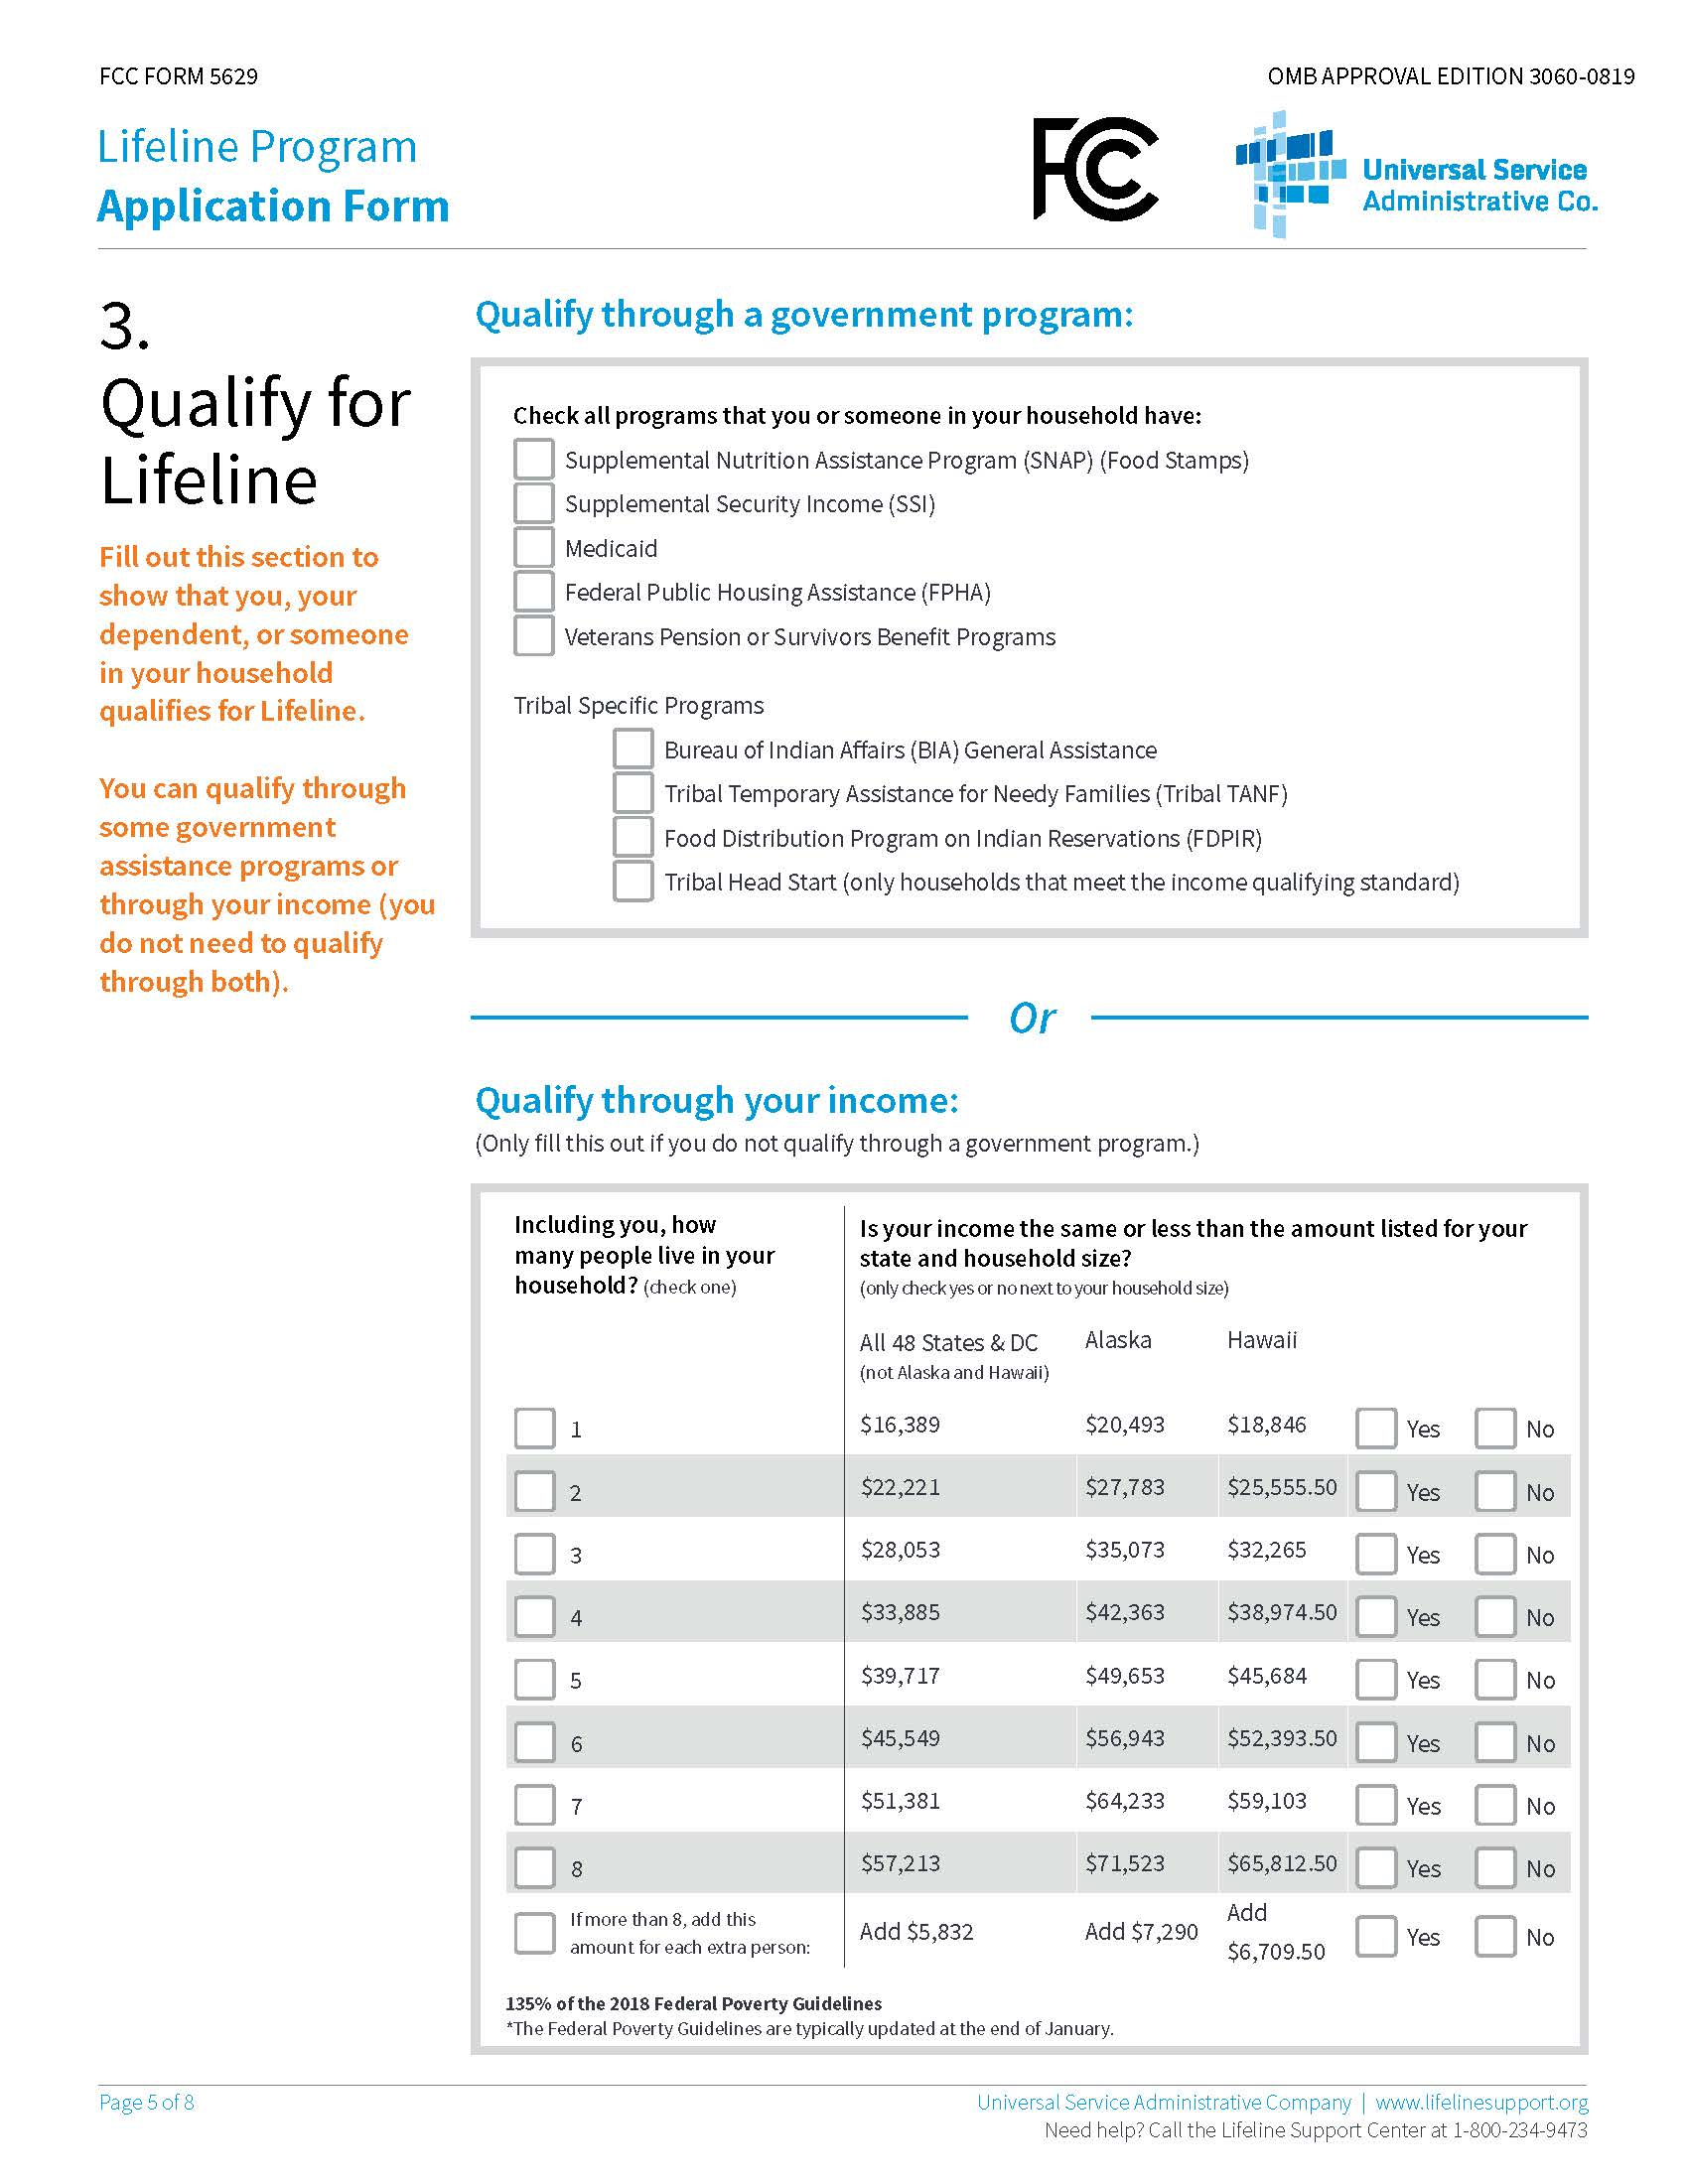 FCC FORM 5629
OMB APPROVAL EDITION 3060-0819
Lifeline Program
Application Form
FCC
Universal Service
Administrative Co.
3.
Qualify for
Lifeline
Fill out this section to
show that you, your
dependent, or someone
in your household
qualifies for Lifeline.
You can qualify through
some government
assistance programs or
through your income (you
do not need to qualify
through both).
Qualify through a government program:
Check all programs that you or someone in your household have:
Supplemental Nutrition Assistance Program (SNAP) (Food Stamps)
Supplemental Security Income (SSI)
Medicaid
Federal Public Housing Assistance (FPHA)
Veterans Pension or Survivors Benefit Programs
Tribal Specific Programs
Bureau of Indian Affairs (BIA) General Assistance
Tribal Temporary Assistance for Needy Families (Tribal TANF)
Food Distribution Program on Indian Reservations (FDPIR)
Tribal Head Start (only households that meet the income qualifying standard)
Or
Qualify through your income:
(Only fill this out if you do not qualify through a government program.)
Including you, how
many people live in your
household? (check one)
Is your income the same or less than the amount listed for your
state and household size?
(only check yes or no next to your household size)
All 48 States & DC Alaska Hawaii
(not Alaska and Hawaii)
1 $16,389 $20,493 $18,846 Yes No
2 $22,221 $27,783 $25,555.50 Yes No
3 $28,053 $35,073 $32,265 Yes No
4 $33,885 $42,363 $38,974.50 Yes No
5 $39,717 $49,653 $45,684 Yes No
6 $45,549 $56,943 $52,393.50 Yes No
7 $51,381 $64,233 $59,103 Yes No
8 $57,213 $71,523 $65,812.50 Yes No
If more than 8, add this
amount for each extra person:
Add $5,832 Add $7,290
Add
$6,709.50
Yes No
135% of the 2018 Federal Poverty Guidelines
*The Federal Poverty Guidelines are typically updated at the end of January.
Page 5 of 8
Universal Service Administrative Company | www.lifelinesupport.org
Need help? Call the Lifeline Support Center at 1-800-234-9473